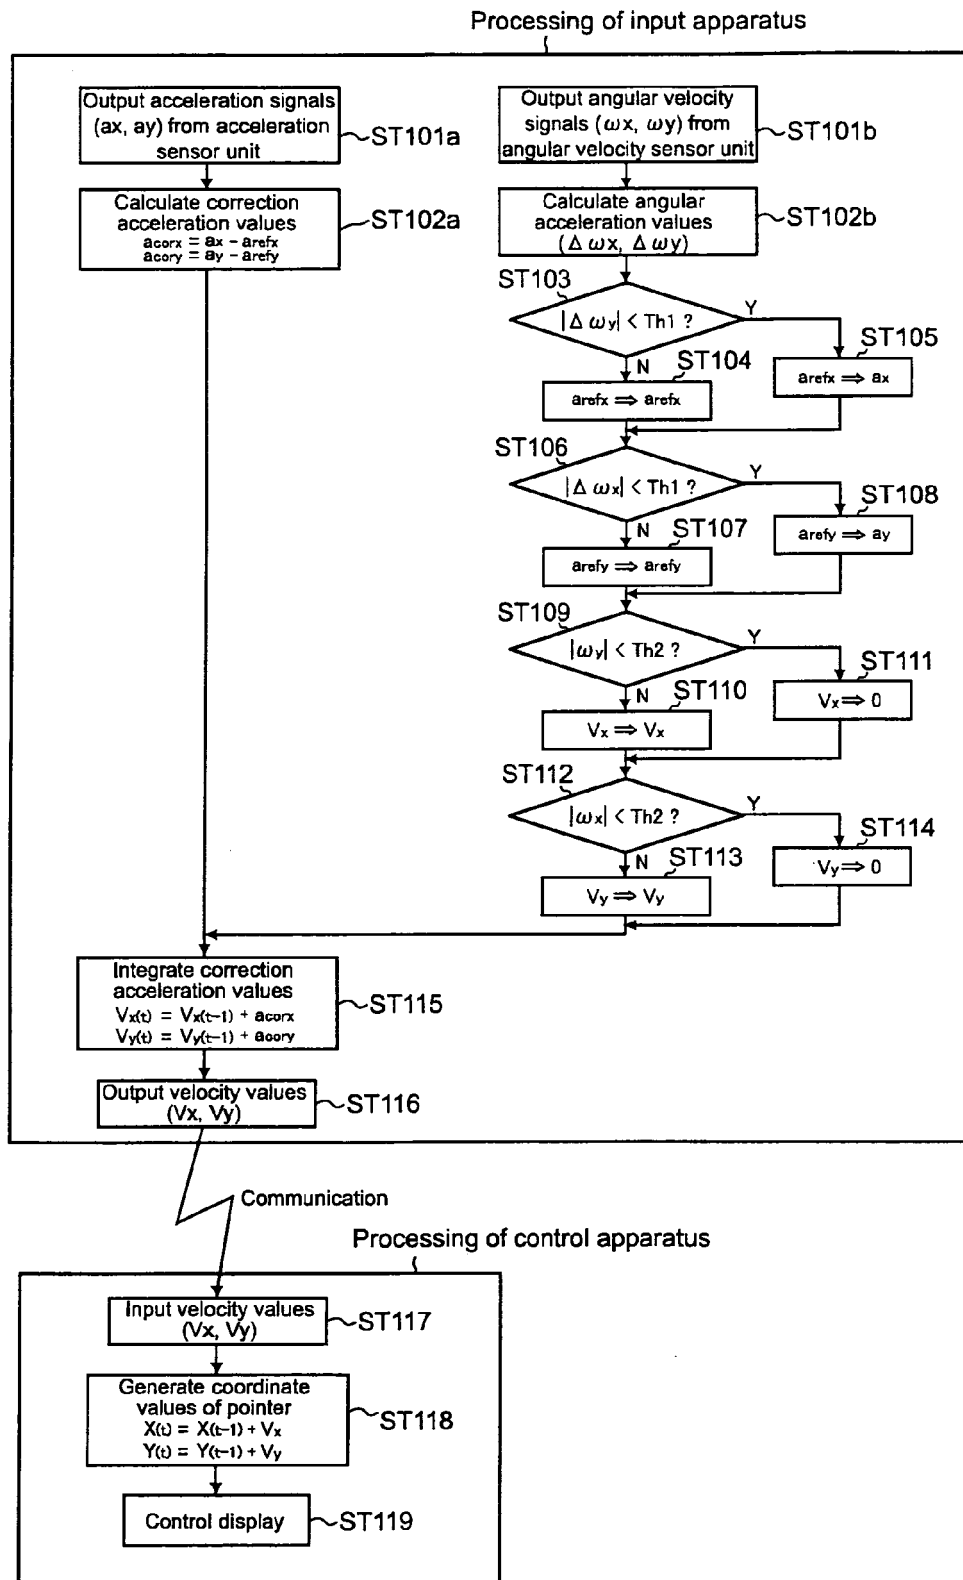 Processing of input apparatus
Output acceleration signals
(ax, ay) from acceleration
sensor unit
ST101a
Calculate correction
acceleration values
acorx = ax - arefx
acory = ay - arefy
ST102a
Output angular velocity
signals (ωx, ωy) from
angular velocity sensor unit
ST101b
Calculate angular
acceleration values
(Δωx, Δωy)
ST102b
ST103
|Δωy| < Th1 ?
Y
N
ST104
arefx ⇒ arefx
ST105
arefx ⇒ ax
ST106
|Δωx| < Th1 ?
Y
N
ST107
arefy ⇒ arefy
ST108
arefy ⇒ ay
ST109
|ωy| < Th2 ?
Y
N
ST110
Vx ⇒ Vx
ST111
Vx ⇒ 0
ST112
|ωx| < Th2 ?
Y
N
ST113
Vy ⇒ Vy
ST114
Vy ⇒ 0
Integrate correction
acceleration values
Vx(t) = Vx(t-1) + acorx
Vy(t) = Vy(t-1) + acory
ST115
Output velocity values
(Vx, Vy)
ST116
Communication
Processing of control apparatus
Input velocity values
(Vx, Vy)
ST117
Generate coordinate
values of pointer
X(t) = X(t-1) + Vx
Y(t) = Y(t-1) + Vy
ST118
Control display
ST119